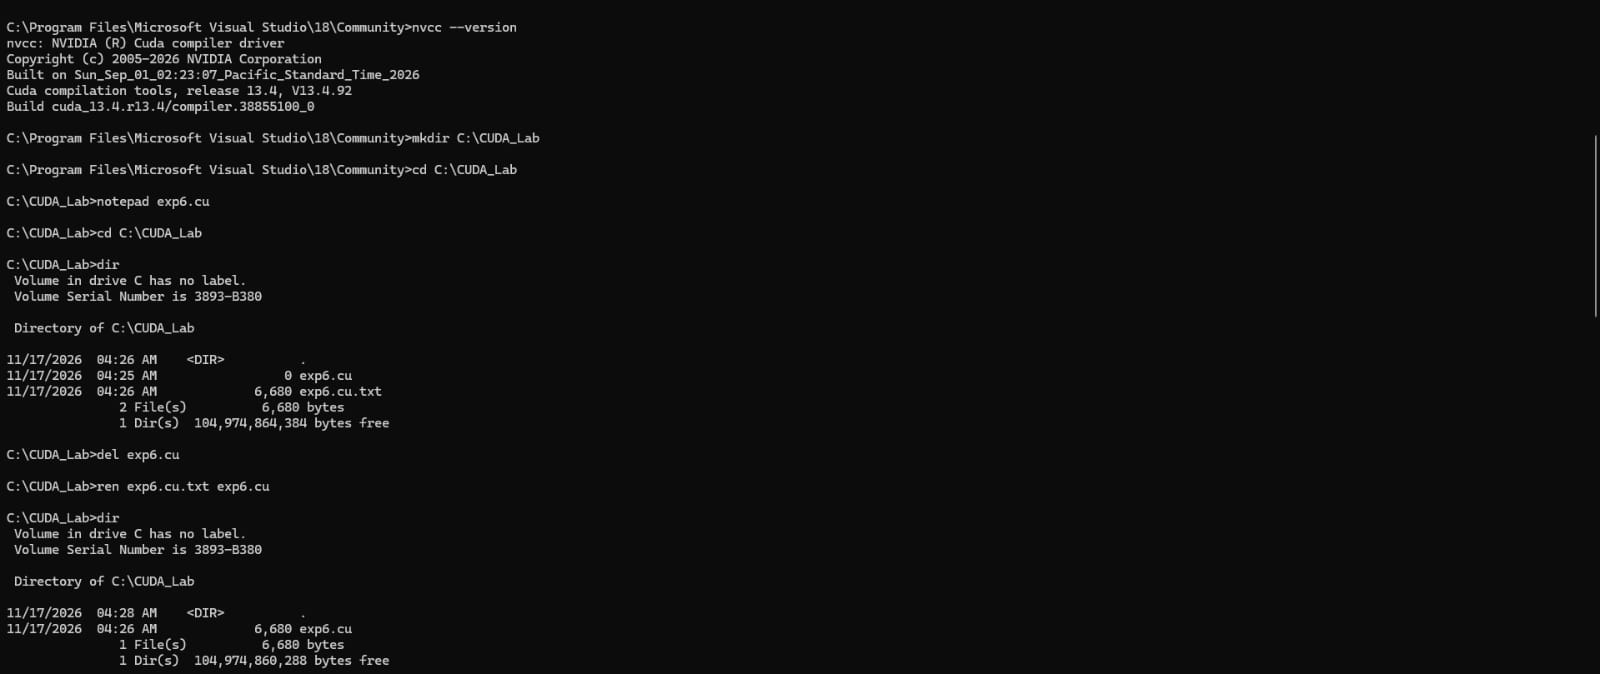 C:\Program Files\Microsoft Visual Studio\18\Community>nvcc --version
nvcc: NVIDIA (R) Cuda compiler driver
Copyright (c) 2005-2026 NVIDIA Corporation
Built on Sun_Sep_01_02:23:07_Pacific_Standard_Time_2026
Cuda compilation tools, release 13.4, V13.4.92
Build cuda_13.4.r13.4/compiler.38855100_0
C:\Program Files\Microsoft Visual Studio\18\Community>mkdir C:\CUDA_Lab
C:\Program Files\Microsoft Visual Studio\18\Community>cd C:\CUDA_Lab
C:\CUDA_Lab>notepad exp6.cu
C:\CUDA_Lab>cd C:\CUDA_Lab
C:\CUDA_Lab>dir
Volume in drive C has no label.
Volume Serial Number is 3893-B380
Directory of C:\CUDA_Lab
11/17/2026  04:26 AM    <DIR>          .
11/17/2026  04:25 AM                 0 exp6.cu
11/17/2026  04:26 AM             6,680 exp6.cu.txt
2 File(s)          6,680 bytes
1 Dir(s)  104,974,864,384 bytes free
C:\CUDA_Lab>del exp6.cu
C:\CUDA_Lab>ren exp6.cu.txt exp6.cu
C:\CUDA_Lab>dir
Volume in drive C has no label.
Volume Serial Number is 3893-B380
Directory of C:\CUDA_Lab
11/17/2026  04:28 AM    <DIR>          .
11/17/2026  04:26 AM             6,680 exp6.cu
1 File(s)          6,680 bytes
1 Dir(s)  104,974,860,288 bytes free